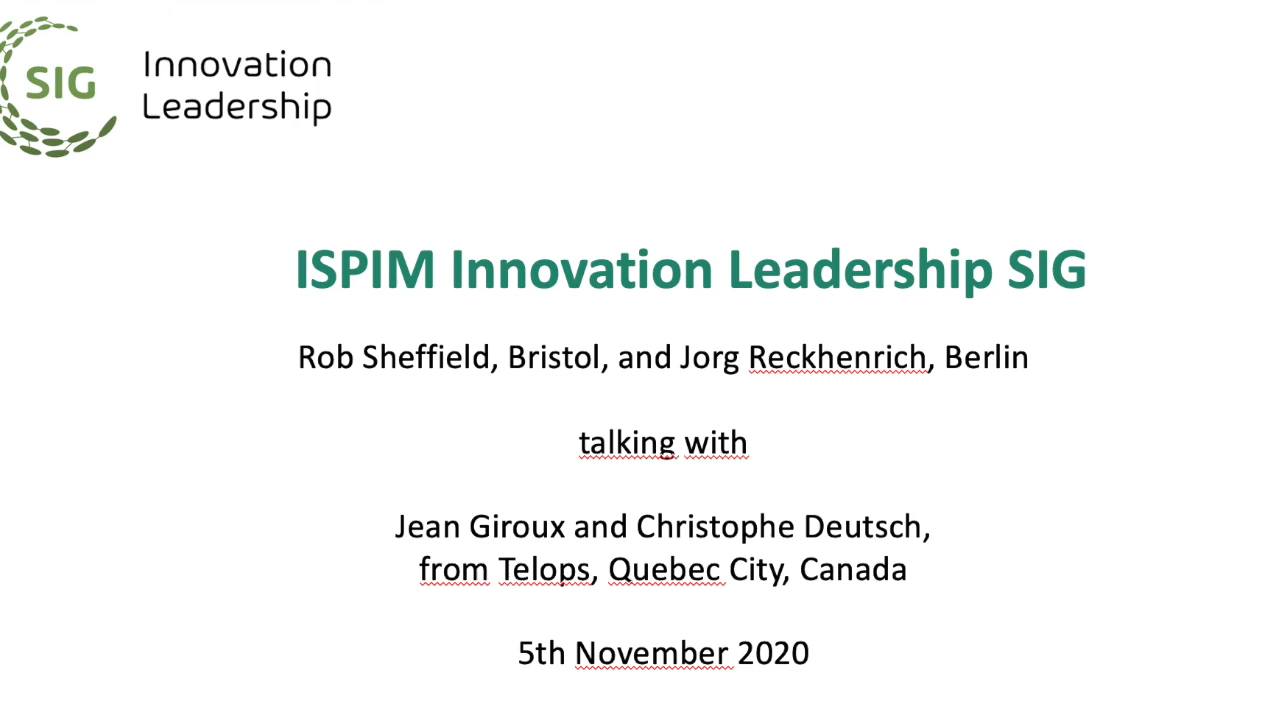 SIG
Innovation
Leadership
ISPIM Innovation Leadership SIG
Rob Sheffield, Bristol, and Jorg Reckhenrich, Berlin
talking with
Jean Giroux and Christophe Deutsch,
from Telops, Quebec City, Canada
5th November 2020